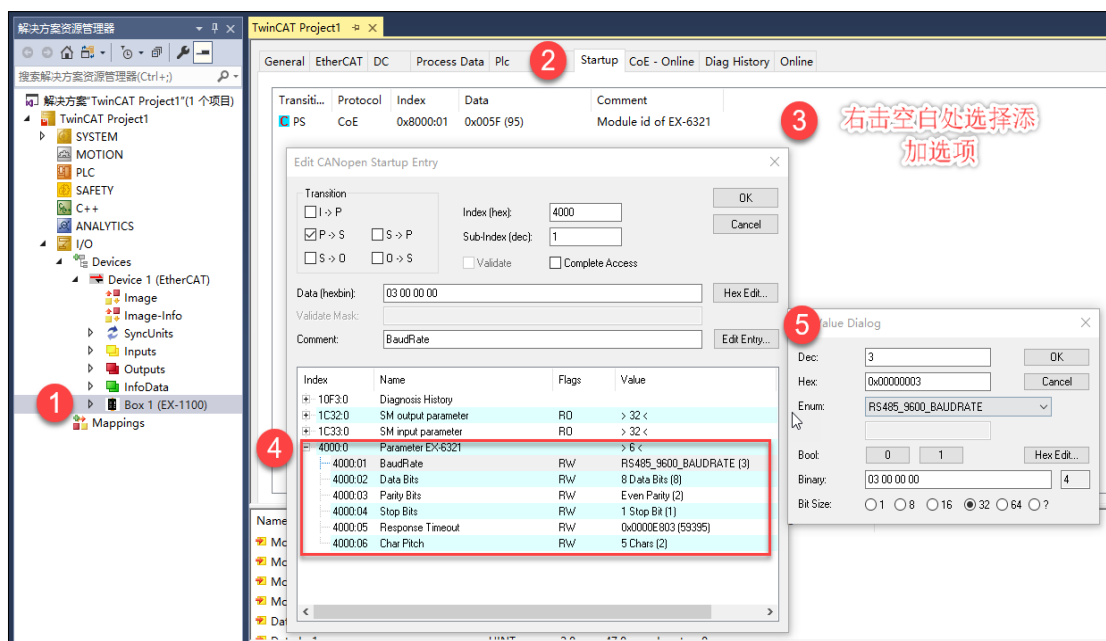 解决方案资源管理器
TwinCAT Project1
搜索解决方案资源管理器(Ctrl+;)
解决方案"TwinCAT Project1"(1 个项目)
TwinCAT Project1
SYSTEM
MOTION
PLC
SAFETY
C++
ANALYTICS
I/O
Devices
Device 1 (EtherCAT)
Image
Image-Info
SyncUnits
Inputs
Outputs
InfoData
1
Box 1 (EX-1100)
Mappings
General EtherCAT DC Process Data Plc 2 Startup CoE - Online Diag History Online
Transiti... Protocol Index Data Comment
C PS CoE 0x8000:01 0x005F (95) Module id of EX-6321
3
右击空白处选择添
加选项
Edit CANopen Startup Entry
Transition
I -> P
P -> S
S -> P
S -> O
O -> S
Index (hex): 4000
Sub-Index (dec): 1
Validate
Complete Access
OK
Cancel
Data (hexbin): 03 00 00 00 Hex Edit...
Validate Mask:
Comment: BaudRate Edit Entry...
Index Name Flags Value
10F3:0 Diagnosis History
1C32:0 SM output parameter RO > 32 <
1C33:0 SM input parameter RO > 32 <
4
4000:0 Parameter EX-6321 > 6 <
4000:01 BaudRate RW RS485_9600_BAUDRATE (3)
4000:02 Data Bits RW 8 Data Bits (8)
4000:03 Parity Bits RW Even Parity (2)
4000:04 Stop Bits RW 1 Stop Bit (1)
4000:05 Response Timeout RW 0x0000E803 (59395)
4000:06 Char Pitch RW 5 Chars (2)
5
alue Dialog
Dec: 3 OK
Hex: 0x00000003 Cancel
Enum: RS485_9600_BAUDRATE
Bool: 0 1 Hex Edit...
Binary: 03 00 00 00 4
Bit Size: 1 8 16 32 64 ?
Name
Mo
Mo
Mo
Mo
Dat